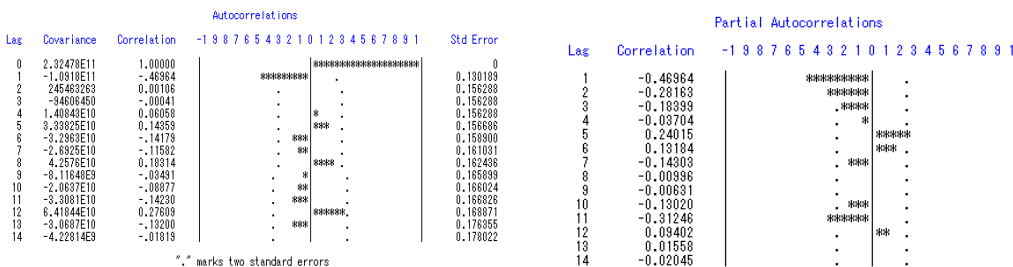 Autocorrelations
Lag Covariance Correlation -1 9 8 7 6 5 4 3 2 1 0 1 2 3 4 5 6 7 8 9 1 Std Error
0 2.32478E11 1.00000 | |********************| 0
1 -1.0918E11 -.46964 | *********| . | 0.130189
2 245463263 0.00106 | . | . | 0.156288
3 -94606450 -.00041 | . | . | 0.156288
4 1.40843E10 0.06058 | . |* . | 0.156288
5 3.33825E10 0.14359 | . |*** . | 0.156686
6 -3.2963E10 -.14179 | . ***| . | 0.158900
7 -2.6925E10 -.11582 | . **| . | 0.161031
8 4.2576E10 0.18314 | . |**** . | 0.162436
9 -8.11648E9 -.03491 | . *| . | 0.165899
10 -2.0637E10 -.08877 | . **| . | 0.166024
11 -3.3081E10 -.14230 | . ***| . | 0.166826
12 6.41844E10 0.27609 | . |******. | 0.168871
13 -3.0687E10 -.13200 | . ***| . | 0.176355
14 -4.22814E9 -.01819 | . | . | 0.178022
"." marks two standard errors
Partial Autocorrelations
Lag Correlation -1 9 8 7 6 5 4 3 2 1 0 1 2 3 4 5 6 7 8 9 1
1 -0.46964 | *********| . |
2 -0.28163 | ******| . |
3 -0.18399 | .****| . |
4 -0.03704 | . *| . |
5 0.24015 | . |***** |
6 0.13184 | . |*** . |
7 -0.14303 | . ***| . |
8 -0.00996 | . | . |
9 -0.00631 | . | . |
10 -0.13020 | . ***| . |
11 -0.31246 | ******| . |
12 0.09402 | . |** . |
13 0.01558 | . | . |
14 -0.02045 | . | . |